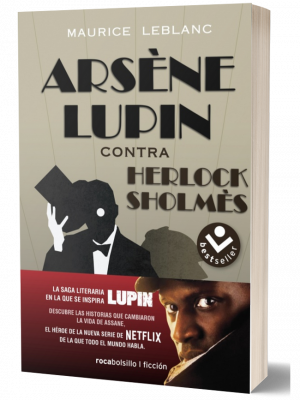 MAURICE LEBLANC
ARSÈNE
LUPIN
CONTRA
HERLOCK
SHOLMÈS
bestseller
LA SAGA LITERARIA
EN LA QUE SE INSPIRA LUPIN
DESCUBRE LAS HISTORIAS QUE CAMBIARON
LA VIDA DE ASSANE,
EL HÉROE DE LA NUEVA SERIE DE NETFLIX
DE LA QUE TODO EL MUNDO HABLA.
rocabolsillo | ficción